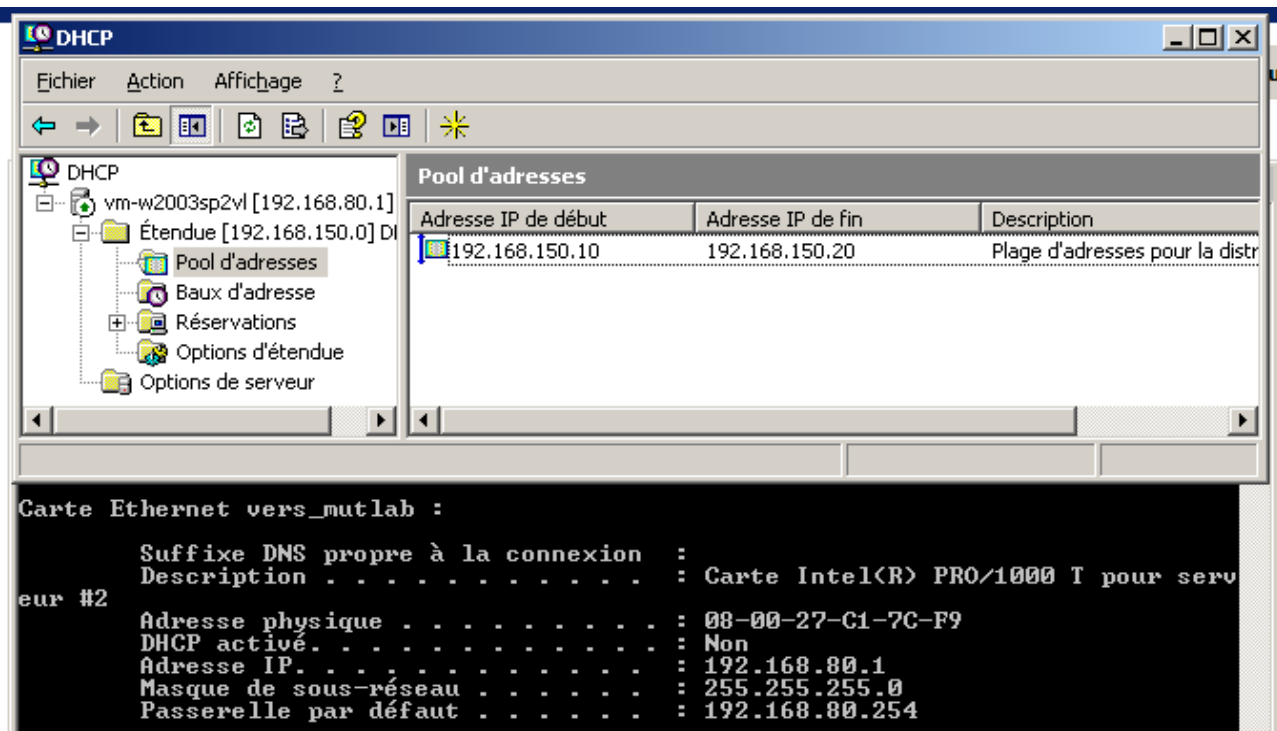 DHCP
Fichier Action Affichage ?
DHCP
vm-w2003sp2vl [192.168.80.1]
Étendue [192.168.150.0] DI
Pool d'adresses
Baux d'adresse
Réservations
Options d'étendue
Options de serveur
Pool d'adresses
Adresse IP de début Adresse IP de fin Description
192.168.150.10 192.168.150.20 Plage d'adresses pour la distr
Carte Ethernet vers_mutlab :
Suffixe DNS propre à la connexion :
Description . . . . . . . . . . . : Carte Intel(R) PRO/1000 T pour serv
eur #2
Adresse physique . . . . . . . . . : 08-00-27-C1-7C-F9
DHCP activé. . . . . . . . . . . . : Non
Adresse IP. . . . . . . . . . . . : 192.168.80.1
Masque de sous-réseau . . . . . . : 255.255.255.0
Passerelle par défaut . . . . . . : 192.168.80.254